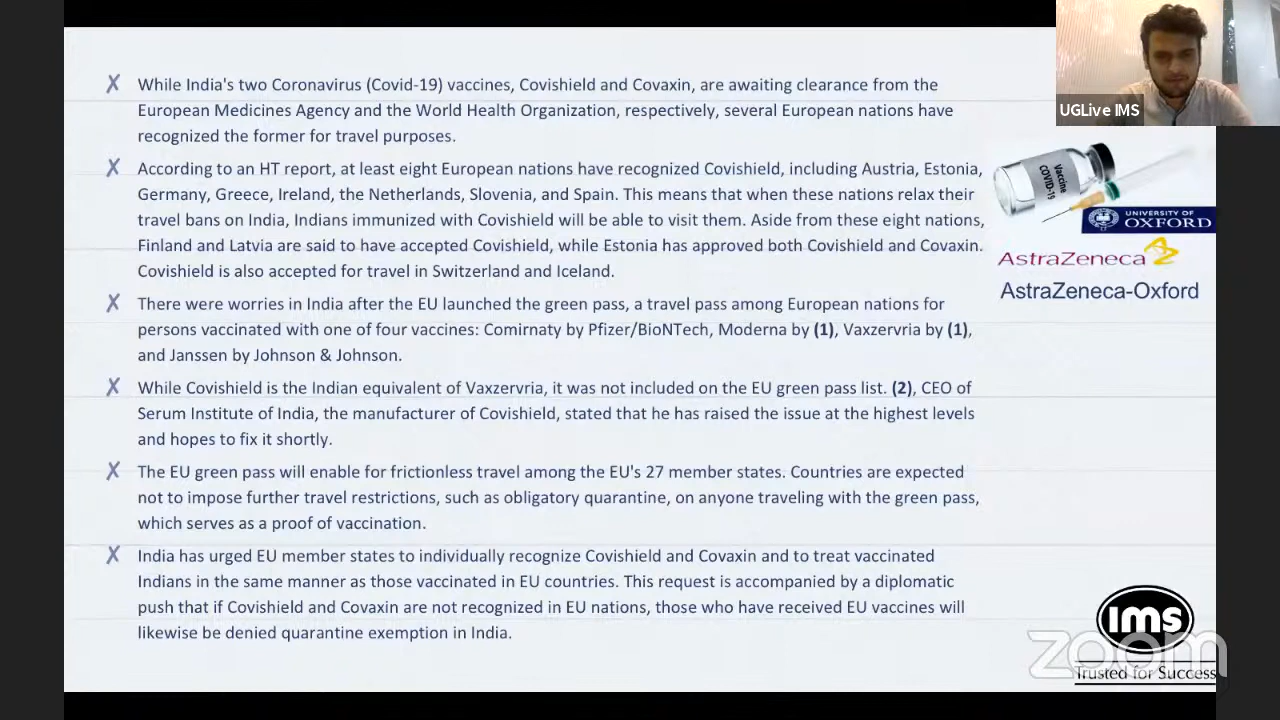 While India's two Coronavirus (Covid-19) vaccines, Covishield and Covaxin, are awaiting clearance from the
European Medicines Agency and the World Health Organization, respectively, several European nations have
recognized the former for travel purposes.
According to an HT report, at least eight European nations have recognized Covishield, including Austria, Estonia,
Germany, Greece, Ireland, the Netherlands, Slovenia, and Spain. This means that when these nations relax their
travel bans on India, Indians immunized with Covishield will be able to visit them. Aside from these eight nations,
Finland and Latvia are said to have accepted Covishield, while Estonia has approved both Covishield and Covaxin.
Covishield is also accepted for travel in Switzerland and Iceland.
There were worries in India after the EU launched the green pass, a travel pass among European nations for
persons vaccinated with one of four vaccines: Comirnaty by Pfizer/BioNTech, Moderna by (1), Vaxzervria by (1),
and Janssen by Johnson & Johnson.
While Covishield is the Indian equivalent of Vaxzervria, it was not included on the EU green pass list. (2), CEO of
Serum Institute of India, the manufacturer of Covishield, stated that he has raised the issue at the highest levels
and hopes to fix it shortly.
The EU green pass will enable for frictionless travel among the EU's 27 member states. Countries are expected
not to impose further travel restrictions, such as obligatory quarantine, on anyone traveling with the green pass,
which serves as a proof of vaccination.
India has urged EU member states to individually recognize Covishield and Covaxin and to treat vaccinated
Indians in the same manner as those vaccinated in EU countries. This request is accompanied by a diplomatic
push that if Covishield and Covaxin are not recognized in EU nations, those who have received EU vaccines will
likewise be denied quarantine exemption in India.
UGLive IMS
Vaccine
COVID-19
UNIVERSITY OF
OXFORD
AstraZeneca
AstraZeneca-Oxford
ims
zoom
Trusted for Success